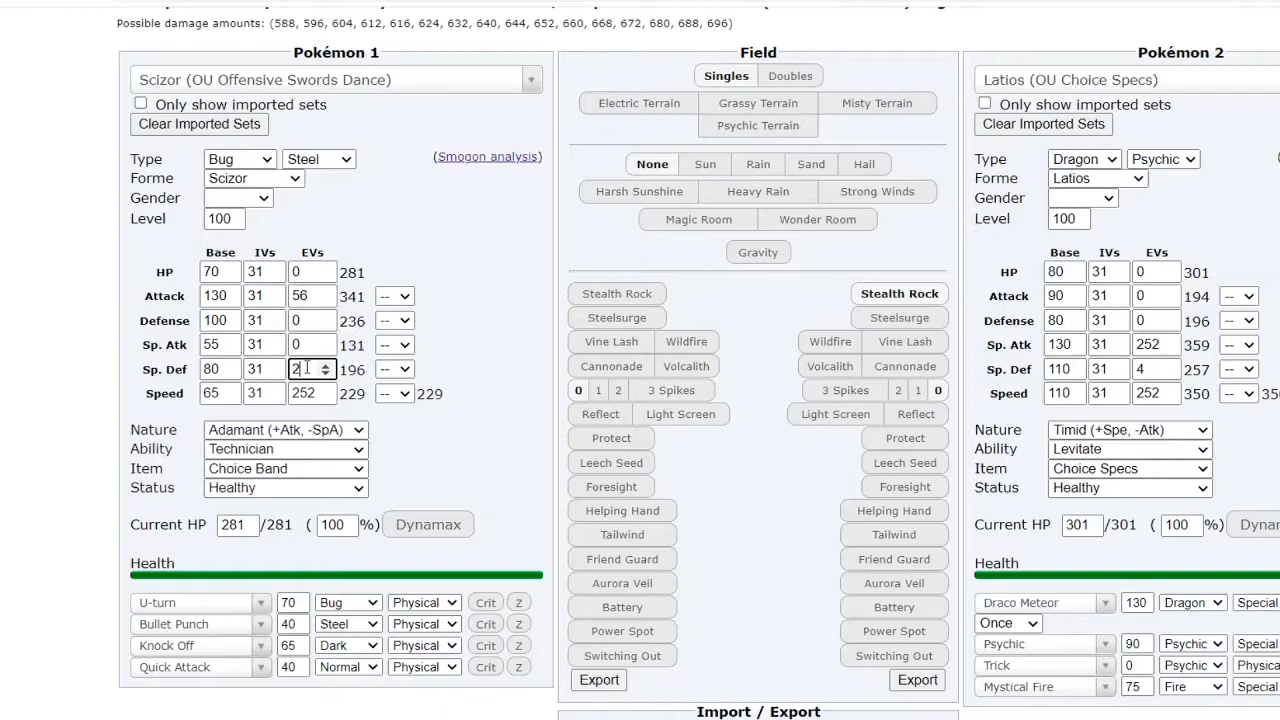 Possible damage amounts: (588, 596, 604, 612, 616, 624, 632, 640, 644, 652, 660, 668, 672, 680, 688, 696)
Pokémon 1
Scizor (OU Offensive Swords Dance)
Only show imported sets
Clear Imported Sets
Type Bug Steel (Smogon analysis)
Forme Scizor
Gender
Level 100
Base IVs EVs
HP 70 31 0 281
Attack 130 31 56 341 --
Defense 100 31 0 236 --
Sp. Atk 55 31 0 131 --
Sp. Def 80 31 2 196 --
Speed 65 31 252 229 -- 229
Nature Adamant (+Atk, -SpA)
Ability Technician
Item Choice Band
Status Healthy
Current HP 281 /281 ( 100 %) Dynamax
Health
U-turn 70 Bug Physical Crit Z
Bullet Punch 40 Steel Physical Crit Z
Knock Off 65 Dark Physical Crit Z
Quick Attack 40 Normal Physical Crit Z
Field
Singles Doubles
Electric Terrain Grassy Terrain Misty Terrain
Psychic Terrain
None Sun Rain Sand Hail
Harsh Sunshine Heavy Rain Strong Winds
Magic Room Wonder Room
Gravity
Stealth Rock Stealth Rock
Steelsurge Steelsurge
Vine Lash Wildfire Wildfire Vine Lash
Cannonade Volcalith Volcalith Cannonade
0 1 2 3 Spikes 3 Spikes 2 1 0
Reflect Light Screen Light Screen Reflect
Protect Protect
Leech Seed Leech Seed
Foresight Foresight
Helping Hand Helping Hand
Tailwind Tailwind
Friend Guard Friend Guard
Aurora Veil Aurora Veil
Battery Battery
Power Spot Power Spot
Switching Out Switching Out
Export Export
Import / Export
Pokémon 2
Latios (OU Choice Specs)
Only show imported sets
Clear Imported Sets
Type Dragon Psychic
Forme Latios
Gender
Level 100
Base IVs EVs
HP 80 31 0 301
Attack 90 31 0 194 --
Defense 80 31 0 196 --
Sp. Atk 130 31 252 359 --
Sp. Def 110 31 4 257 --
Speed 110 31 252 350 --
Nature Timid (+Spe, -Atk)
Ability Levitate
Item Choice Specs
Status Healthy
Current HP 301 /301 ( 100 %)
Health
Draco Meteor 130 Dragon Special
Once
Psychic 90 Psychic Special
Trick 0 Psychic
Mystical Fire 75 Fire Special